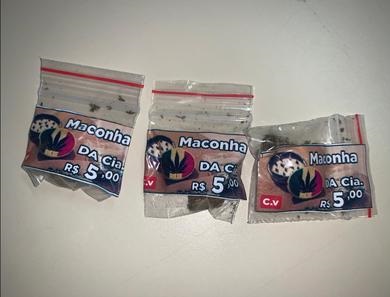 Maconha
DA Cia.
R$ 5,00
Maconha
DA Cia.
R$ 5,00
C.v
Maconha
DA Cia.
R$ 5,00
C.v